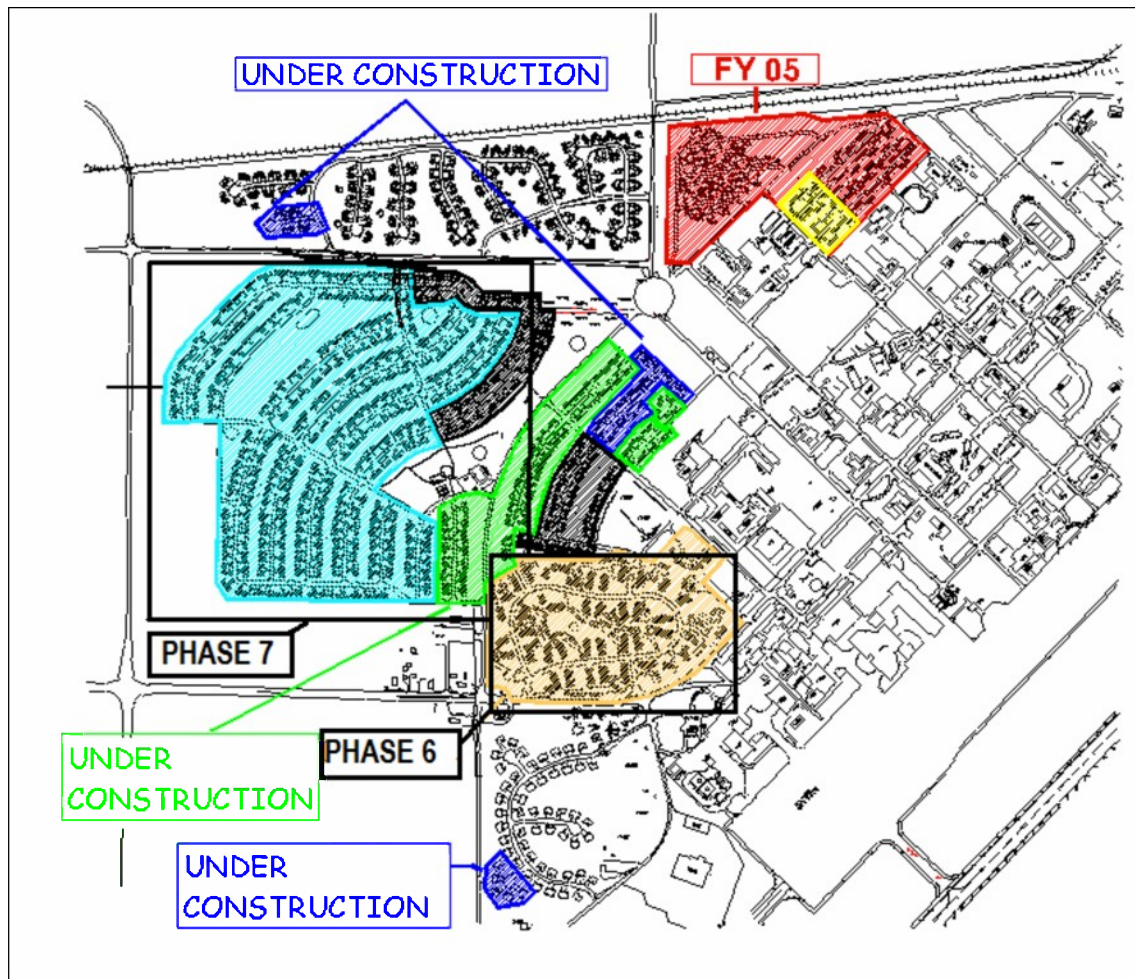 UNDER CONSTRUCTION
FY 05
PHASE 7
PHASE 6
UNDER
CONSTRUCTION
UNDER
CONSTRUCTION